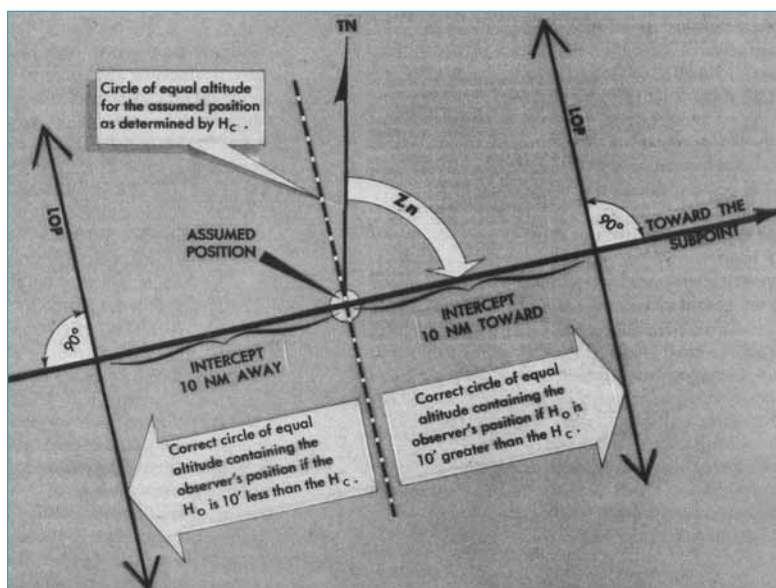 TN
Circle of equal altitude
for the assumed position
as determined by Hc.
LOP
LOP
Zn
90°
TOWARD THE
SUBPOINT
ASSUMED
POSITION
90°
INTERCEPT
10 NM TOWARD
INTERCEPT
10 NM AWAY
Correct circle of equal
altitude containing the
observer's position if Ho is
10' greater than the Hc.
Correct circle of equal
altitude containing the
observer's position if the
Ho is 10' less than the Hc.